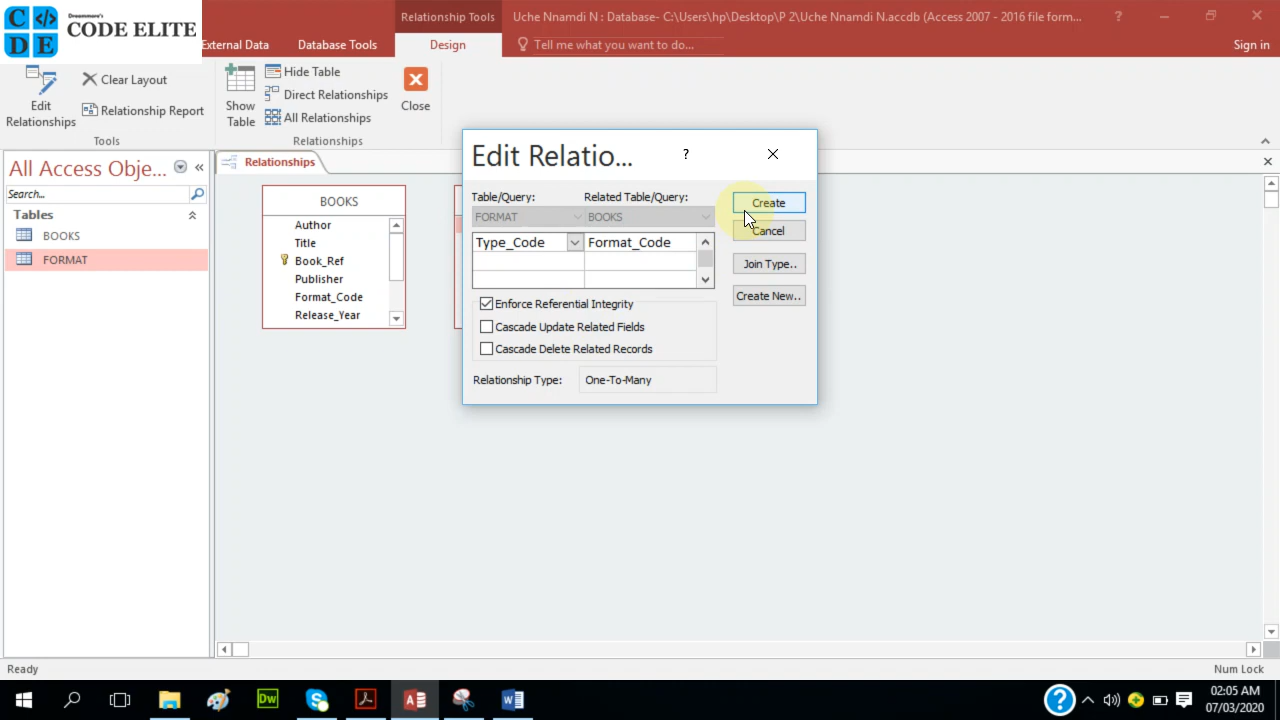 Dreammore's
CODE ELITE
C </>
D E
Relationship Tools
Uche Nnamdi N : Database- C:\Users\hp\Desktop\P 2\Uche Nnamdi N.accdb (Access 2007 - 2016 file form...
?
External Data
Database Tools
Design
Tell me what you want to do...
Sign in
Edit
Relationships
Clear Layout
Relationship Report
Tools
Show
Table
Hide Table
Direct Relationships
All Relationships
Relationships
Close
All Access Obje...
Search...
Tables
BOOKS
FORMAT
Relationships
BOOKS
Author
Title
Book_Ref
Publisher
Format_Code
Release_Year
Edit Relatio...
?
Table/Query:
Related Table/Query:
FORMAT
BOOKS
Type_Code
Format_Code
Enforce Referential Integrity
Cascade Update Related Fields
Cascade Delete Related Records
Relationship Type:
One-To-Many
Create
Cancel
Join Type..
Create New..
Ready
Num Lock
Dw
02:05 AM
07/03/2020